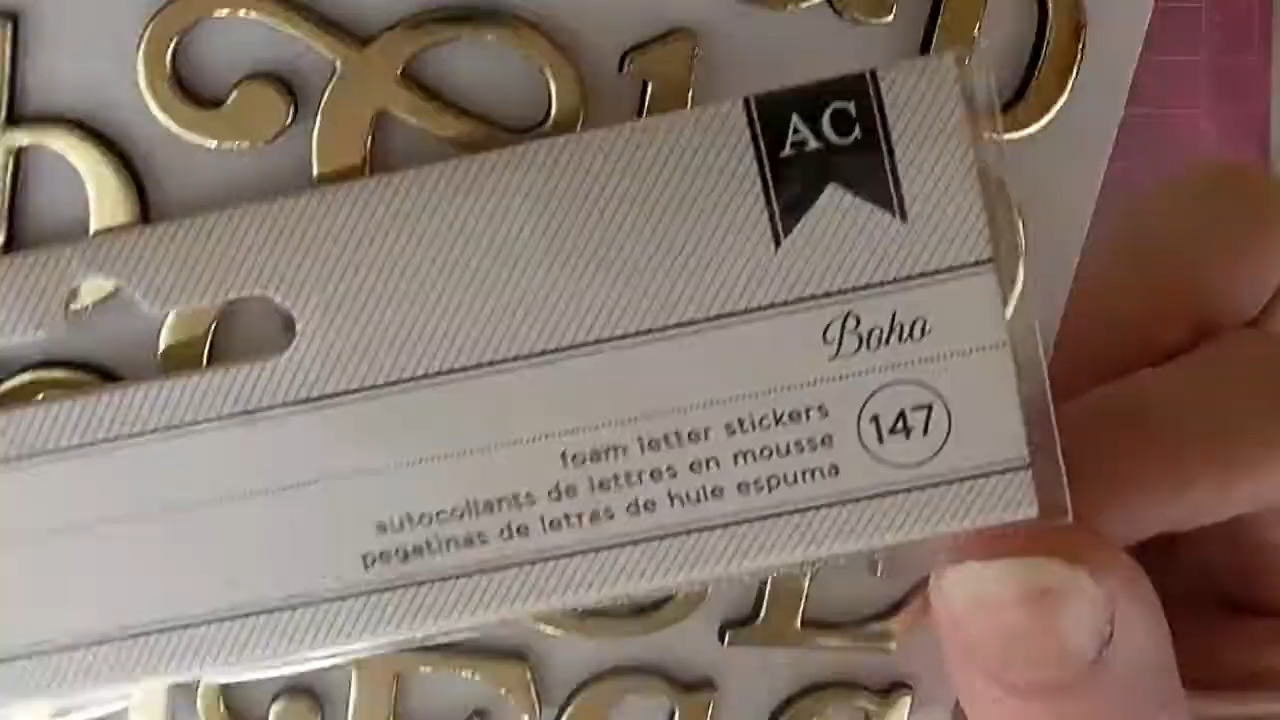 AC
Boho
147
foam letter stickers
autocollants de lettres en mousse
pegatinas de letras de hule espuma